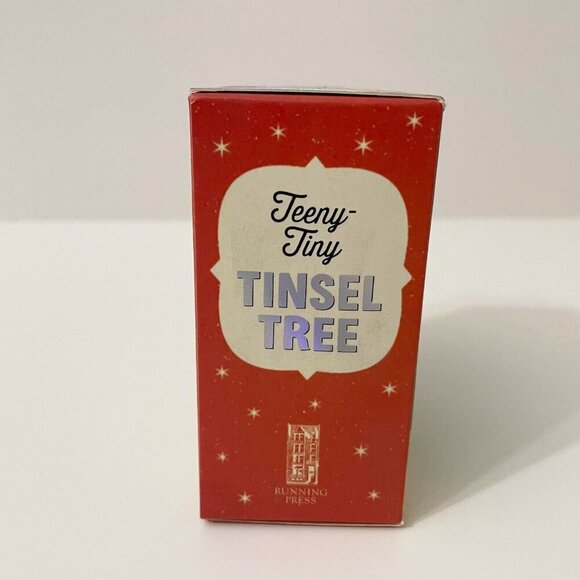 Teeny-
Tiny
TINSEL
TREE
RUNNING
PRESS